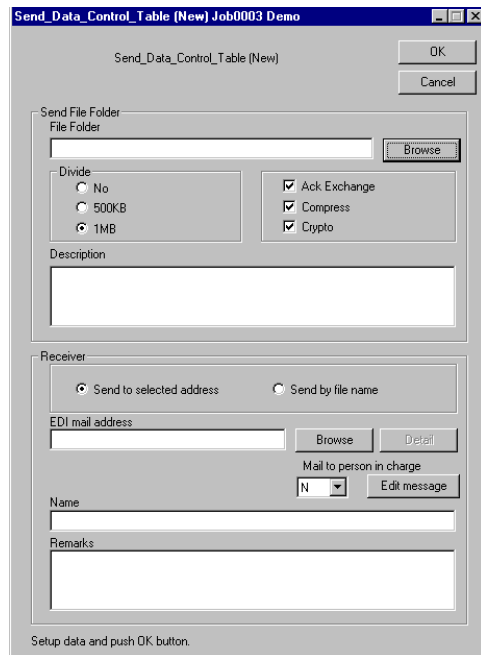 Send_Data_Control_Table (New) Job0003 Demo
Send_Data_Control_Table (New)
OK
Cancel
Send File Folder
File Folder
Browse
Divide
No
500KB
1MB
Ack Exchange
Compress
Crypto
Description
Receiver
Send to selected address
Send by file name
EDI mail address
Browse
Detail
Mail to person in charge
N
Edit message
Name
Remarks
Setup data and push OK button.